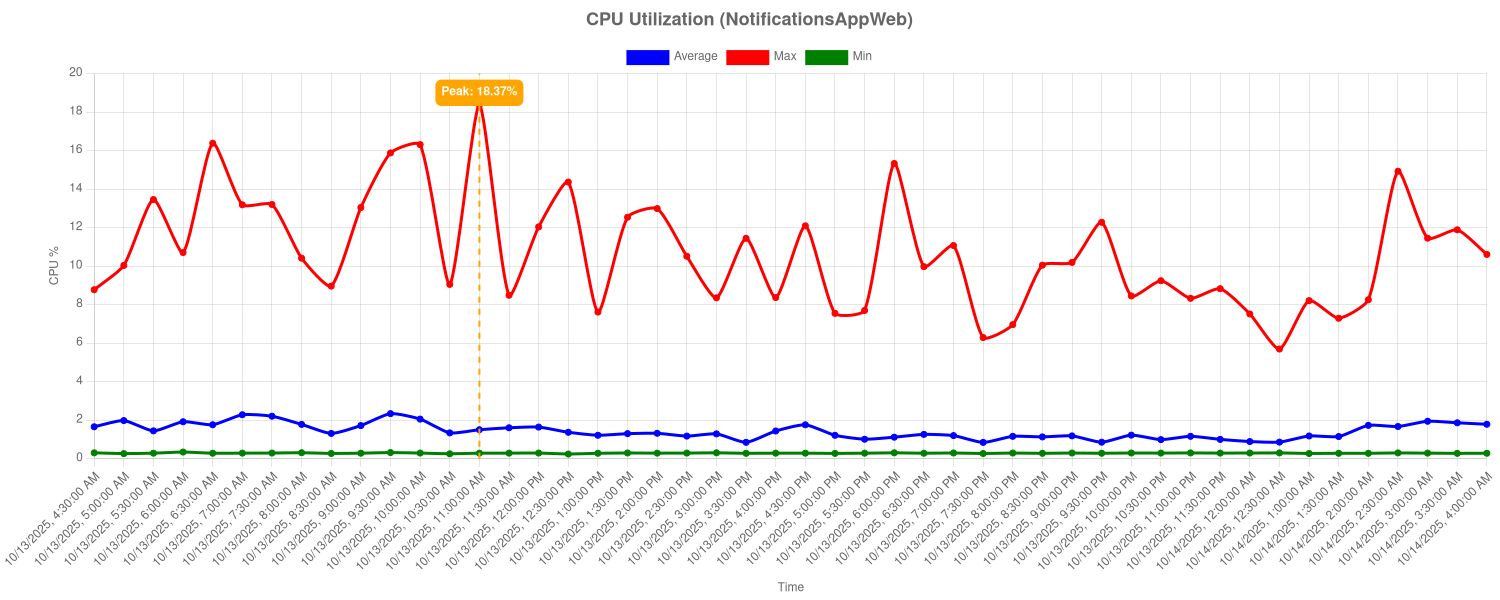 CPU Utilization (NotificationsAppWeb)
Average Max Min
Peak: 18.37%
20
18
16
14
12
10
8
6
4
2
0
CPU %
10/13/2025, 4:30:00 AM
10/13/2025, 5:00:00 AM
10/13/2025, 5:30:00 AM
10/13/2025, 6:00:00 AM
10/13/2025, 6:30:00 AM
10/13/2025, 7:00:00 AM
10/13/2025, 7:30:00 AM
10/13/2025, 8:00:00 AM
10/13/2025, 8:30:00 AM
10/13/2025, 9:00:00 AM
10/13/2025, 9:30:00 AM
10/13/2025, 10:00:00 AM
10/13/2025, 10:30:00 AM
10/13/2025, 11:00:00 AM
10/13/2025, 11:30:00 AM
10/13/2025, 12:00:00 PM
10/13/2025, 12:30:00 PM
10/13/2025, 1:00:00 PM
10/13/2025, 1:30:00 PM
10/13/2025, 2:00:00 PM
10/13/2025, 2:30:00 PM
10/13/2025, 3:00:00 PM
10/13/2025, 3:30:00 PM
10/13/2025, 4:00:00 PM
10/13/2025, 4:30:00 PM
10/13/2025, 5:00:00 PM
10/13/2025, 5:30:00 PM
10/13/2025, 6:00:00 PM
10/13/2025, 6:30:00 PM
10/13/2025, 7:00:00 PM
10/13/2025, 7:30:00 PM
10/13/2025, 8:00:00 PM
10/13/2025, 8:30:00 PM
10/13/2025, 9:00:00 PM
10/13/2025, 9:30:00 PM
10/13/2025, 10:00:00 PM
10/13/2025, 10:30:00 PM
10/13/2025, 11:00:00 PM
10/13/2025, 11:30:00 PM
10/14/2025, 12:00:00 AM
10/14/2025, 12:30:00 AM
10/14/2025, 1:00:00 AM
10/14/2025, 1:30:00 AM
10/14/2025, 2:00:00 AM
10/14/2025, 2:30:00 AM
10/14/2025, 3:00:00 AM
10/14/2025, 3:30:00 AM
10/14/2025, 4:00:00 AM
Time